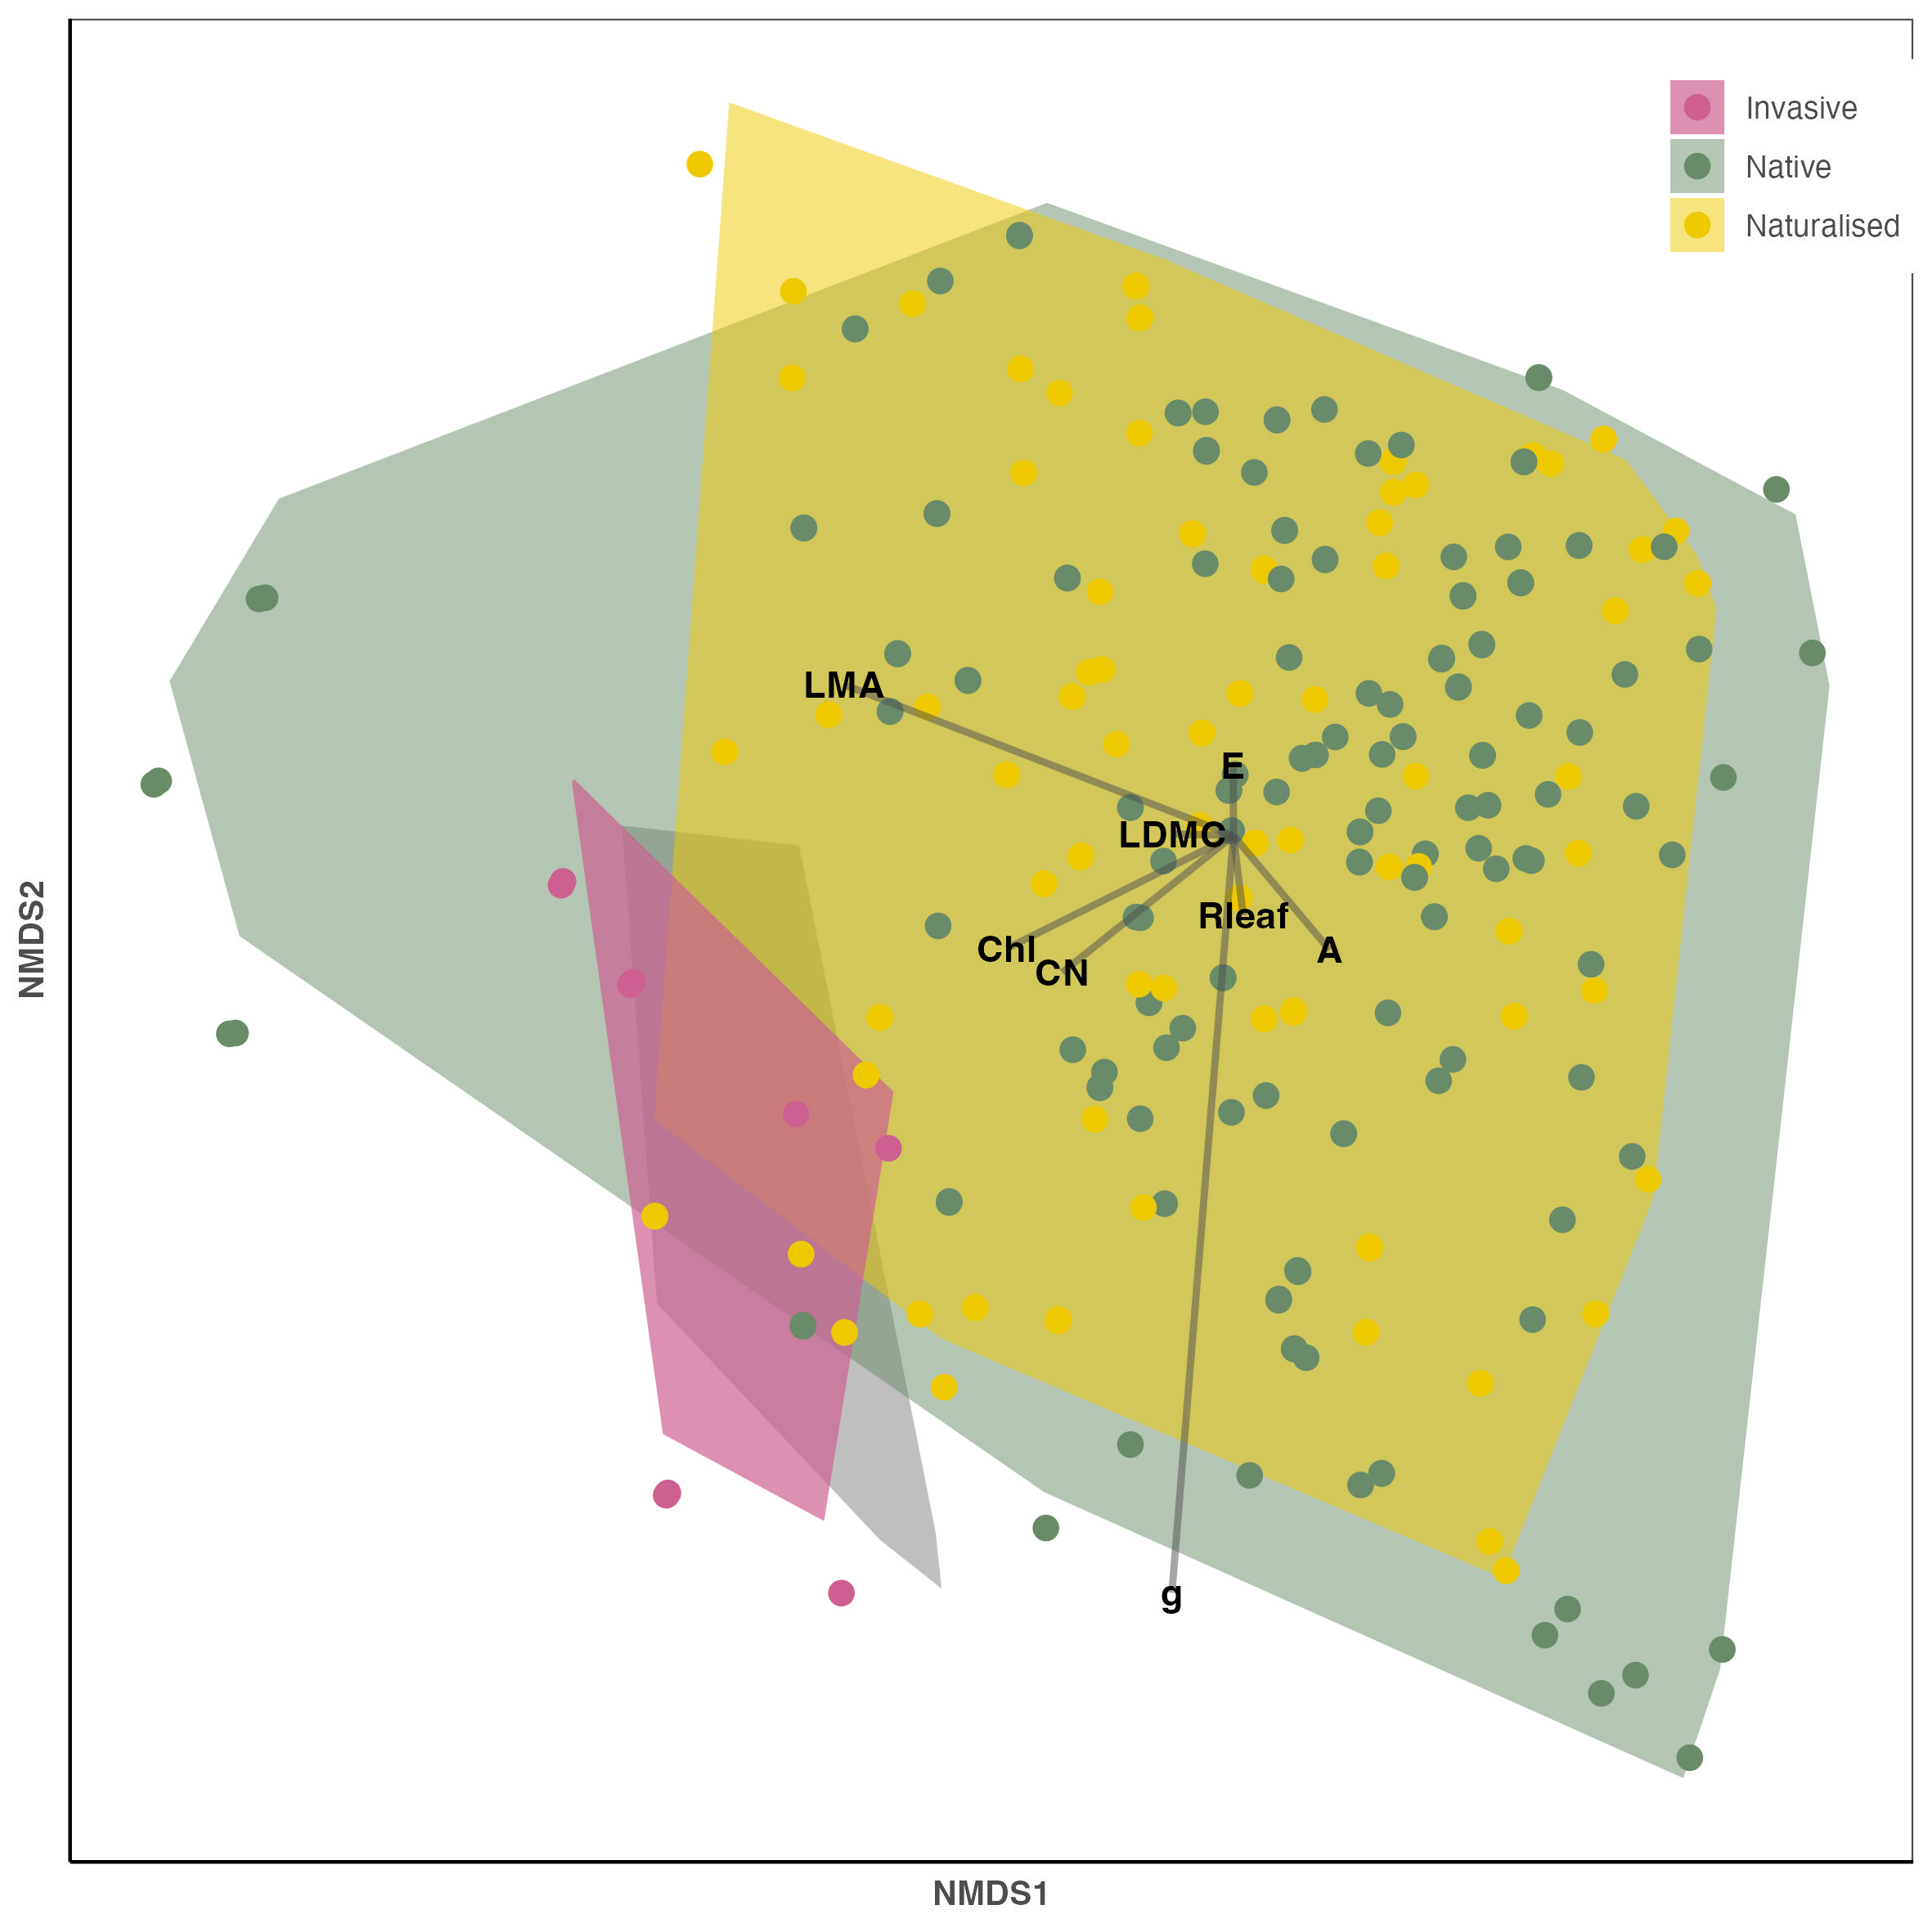 Invasive
Native
Naturalised
LMA
E
LDMC
Rleaf
Chl
A
CN
g
NMDS2
NMDS1